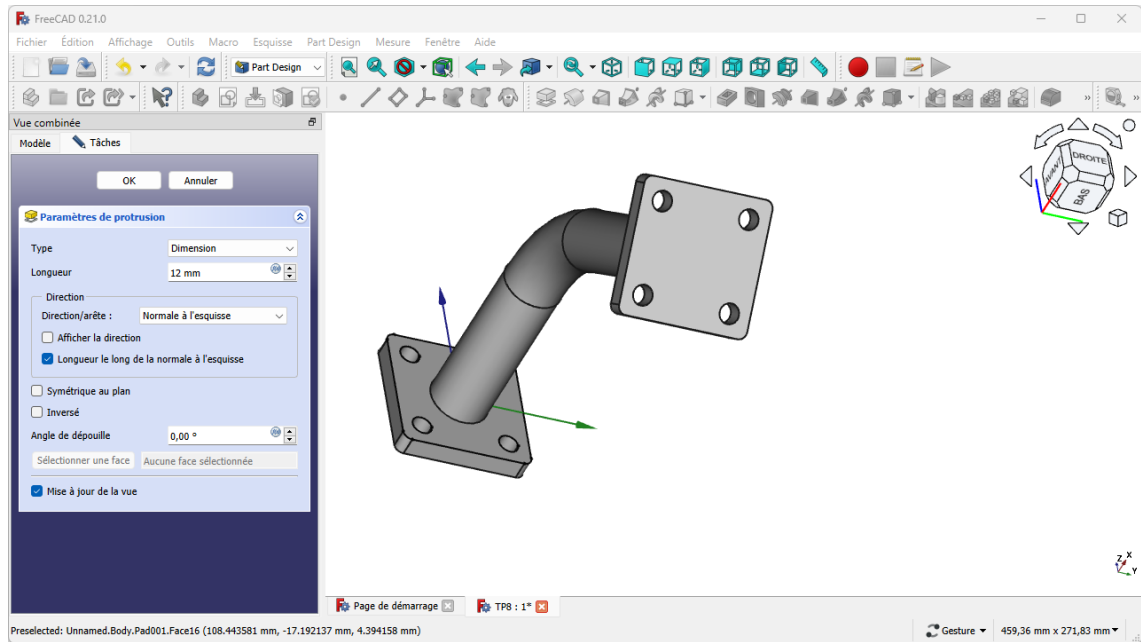 FreeCAD 0.21.0
Fichier Édition Affichage Outils Macro Esquisse Part Design Mesure Fenêtre Aide
Part Design
Vue combinée
Modèle Tâches
OK Annuler
Paramètres de protrusion
Type Dimension
Longueur 12 mm
Direction
Direction/arête : Normale à l'esquisse
Afficher la direction
Longueur le long de la normale à l'esquisse
Symétrique au plan
Inversé
Angle de dépouille 0,00 °
Sélectionner une face Aucune face sélectionnée
Mise à jour de la vue
AVANT DROITE
BAS
Z X
Y
Page de démarrage TP8 : 1*
Preselected: Unnamed.Body.Pad001.Face16 (108.443581 mm, -17.192137 mm, 4.394158 mm) Gesture 459,36 mm x 271,83 mm